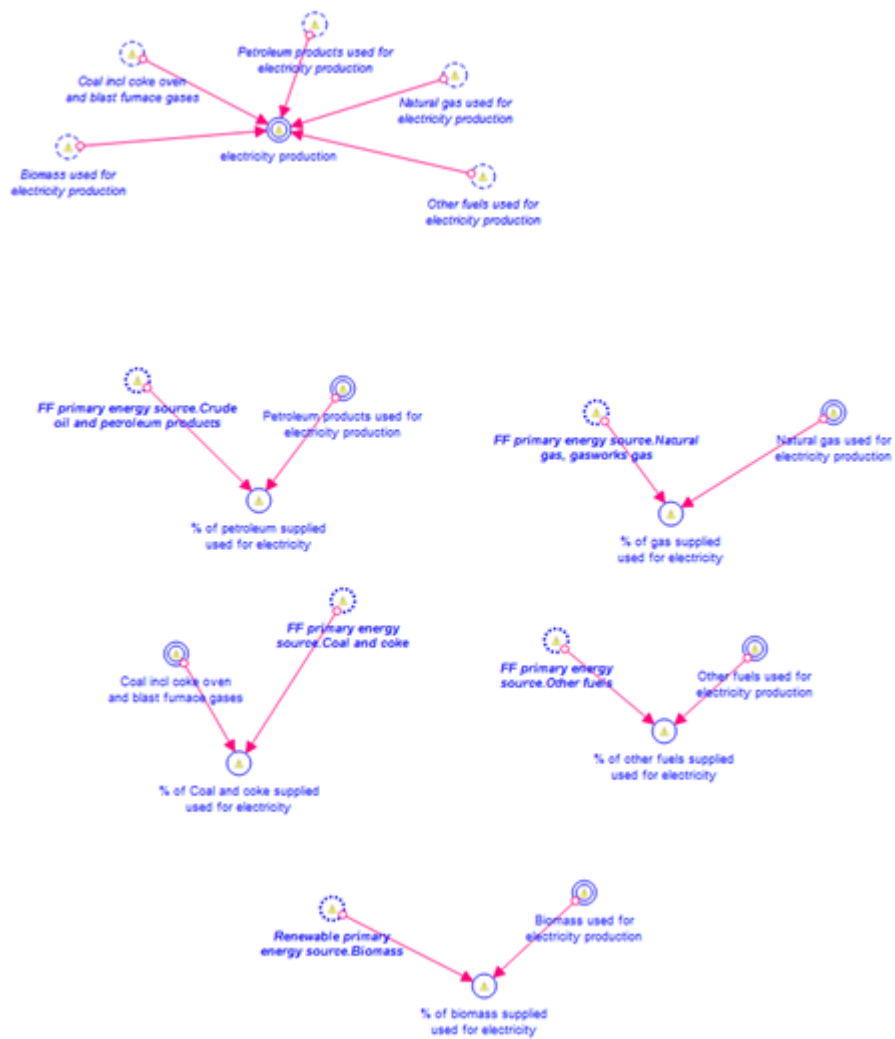 Petroleum products used for
electricity production
Coal incl coke oven
and blast furnace gases
Natural gas used for
electricity production
electricity production
Biomass used for
electricity production
Other fuels used for
electricity production
FF primary energy source.Crude
oil and petroleum products
Petroleum products used for
electricity production
% of petroleum supplied
used for electricity
FF primary energy source.Natural
gas, gasworks gas
Natural gas used for
electricity production
% of gas supplied
used for electricity
Coal incl coke oven
and blast furnace gases
FF primary energy
source.Coal and coke
% of Coal and coke supplied
used for electricity
FF primary energy
source.Other fuels
Other fuels used for
electricity production
% of other fuels supplied
used for electricity
Renewable primary
energy source.Biomass
Biomass used for
electricity production
% of biomass supplied
used for electricity